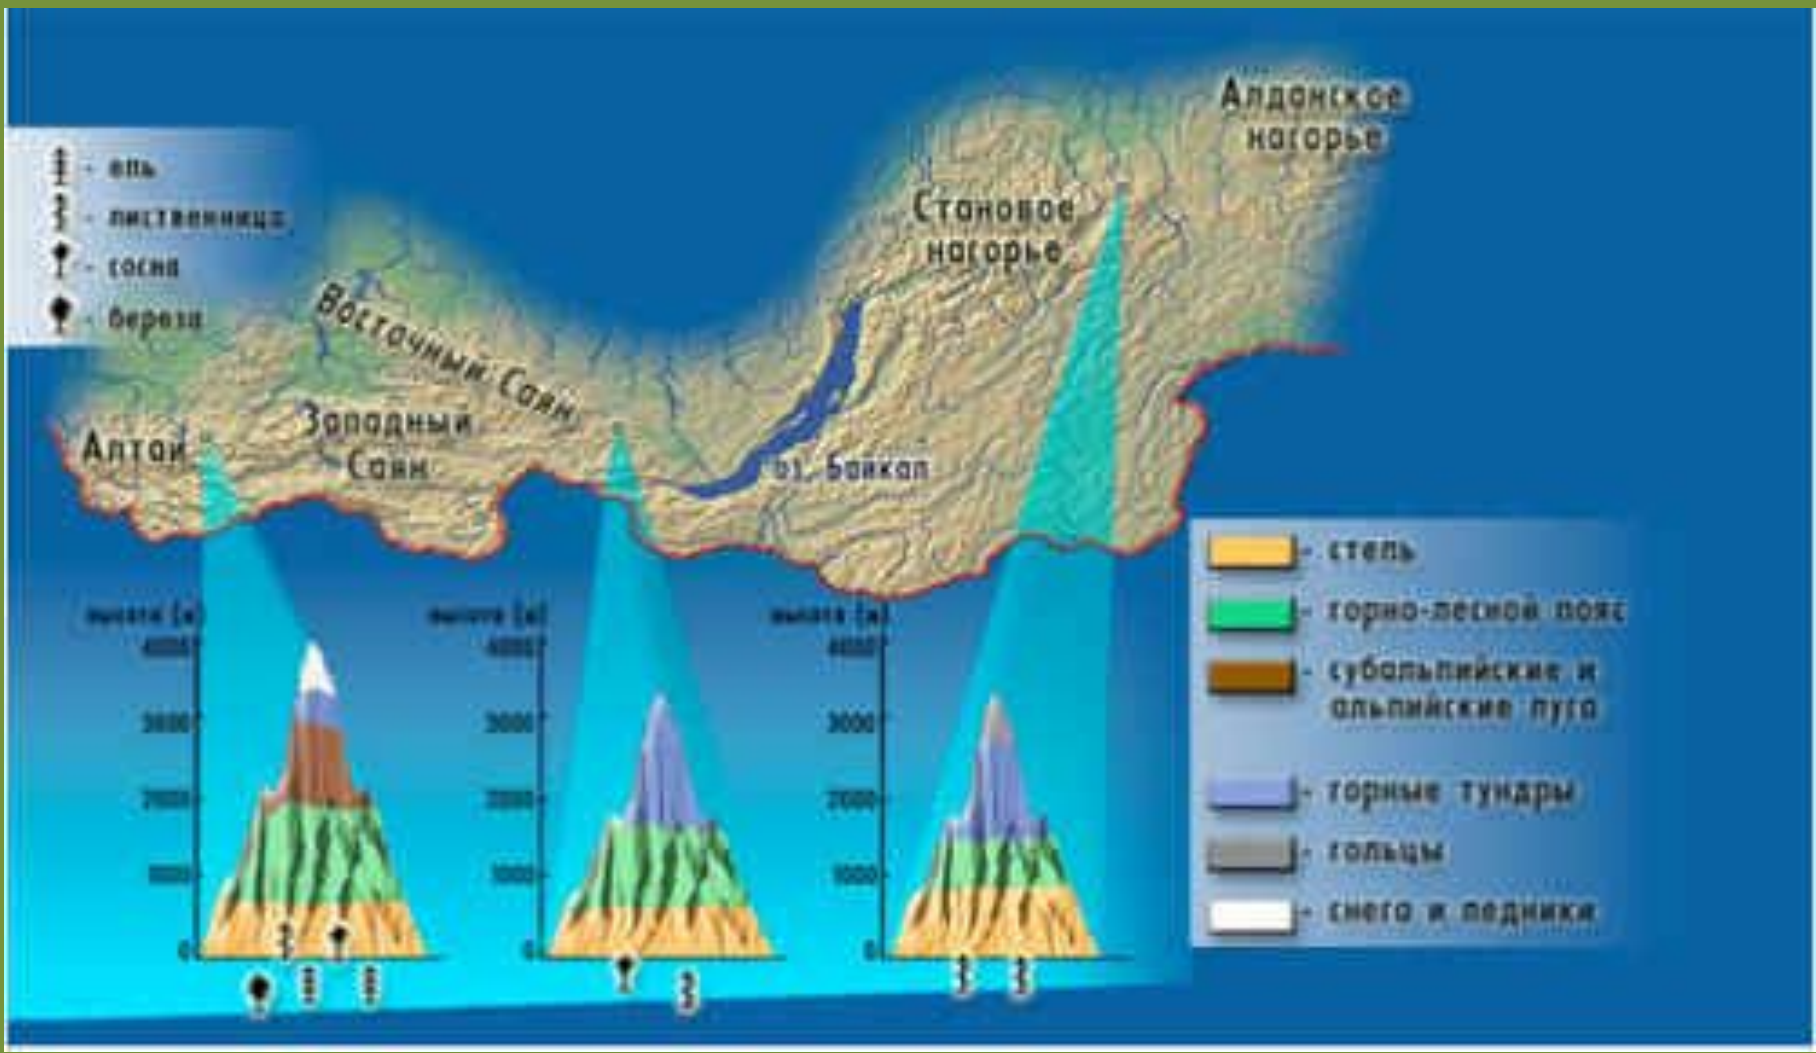 Алданское
нагорье
- ель
- лиственница
- сосна
- береза
Становое
нагорье
Восточный Саян
Западный
Саян
Алтай
оз. Байкал
высота (м)
4000
3000
2000
1000
0
высота (м)
4000
3000
2000
1000
0
высота (м)
4000
3000
2000
1000
0
- степь
- горно-лесной пояс
- субальпийские и
альпийские луга
- горные тундры
- гольцы
- снега и ледники